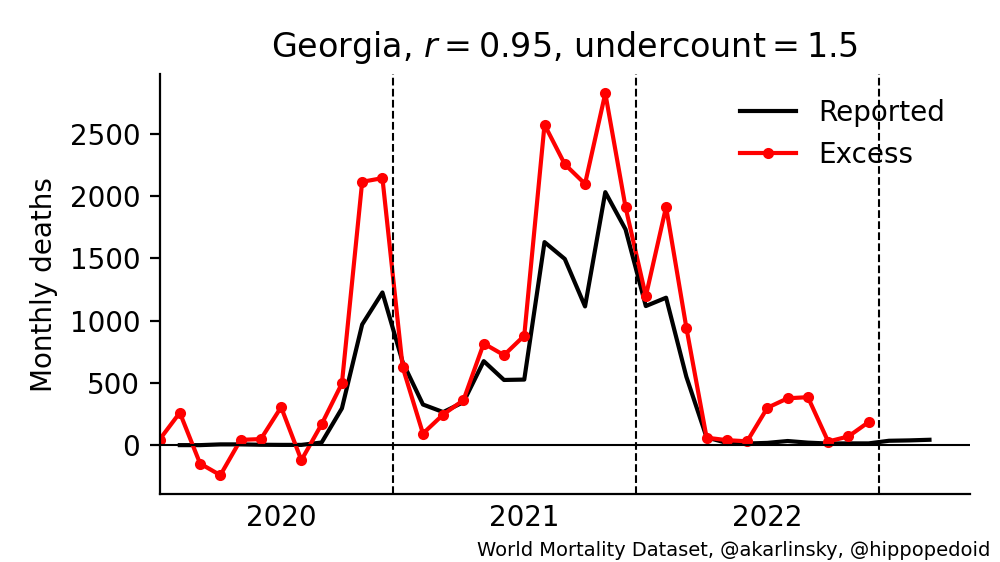 Georgia, r = 0.95, undercount = 1.5
Monthly deaths
2500
2000
1500
1000
500
0
Reported
Excess
2020 2021 2022
World Mortality Dataset, @akarlinsky, @hippopedoid